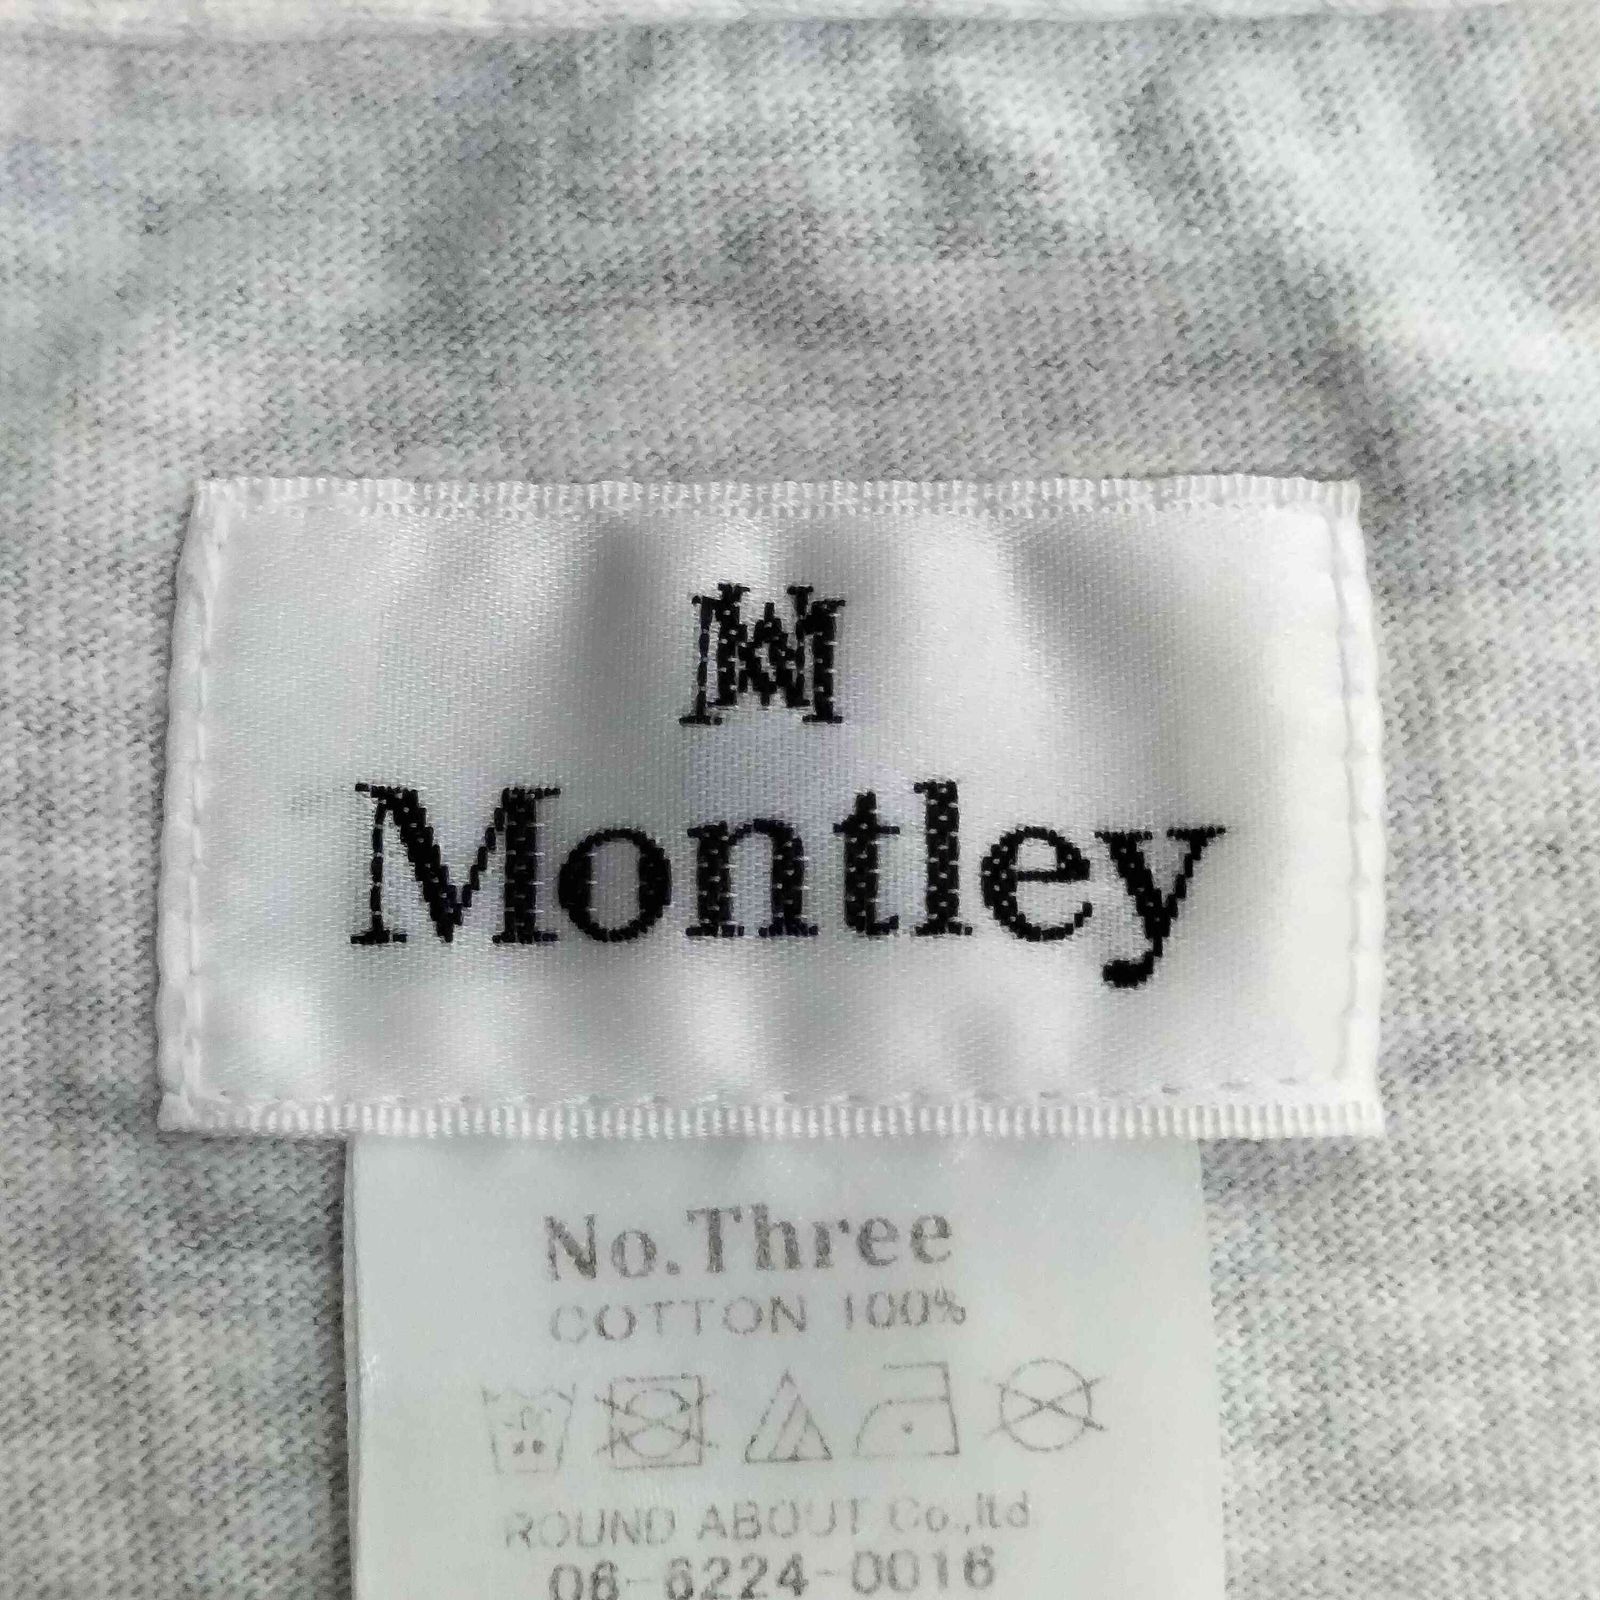 Montley
No.Three
COTTON 100%
ROUND ABOUT Co.,ltd.
06-6224-0016